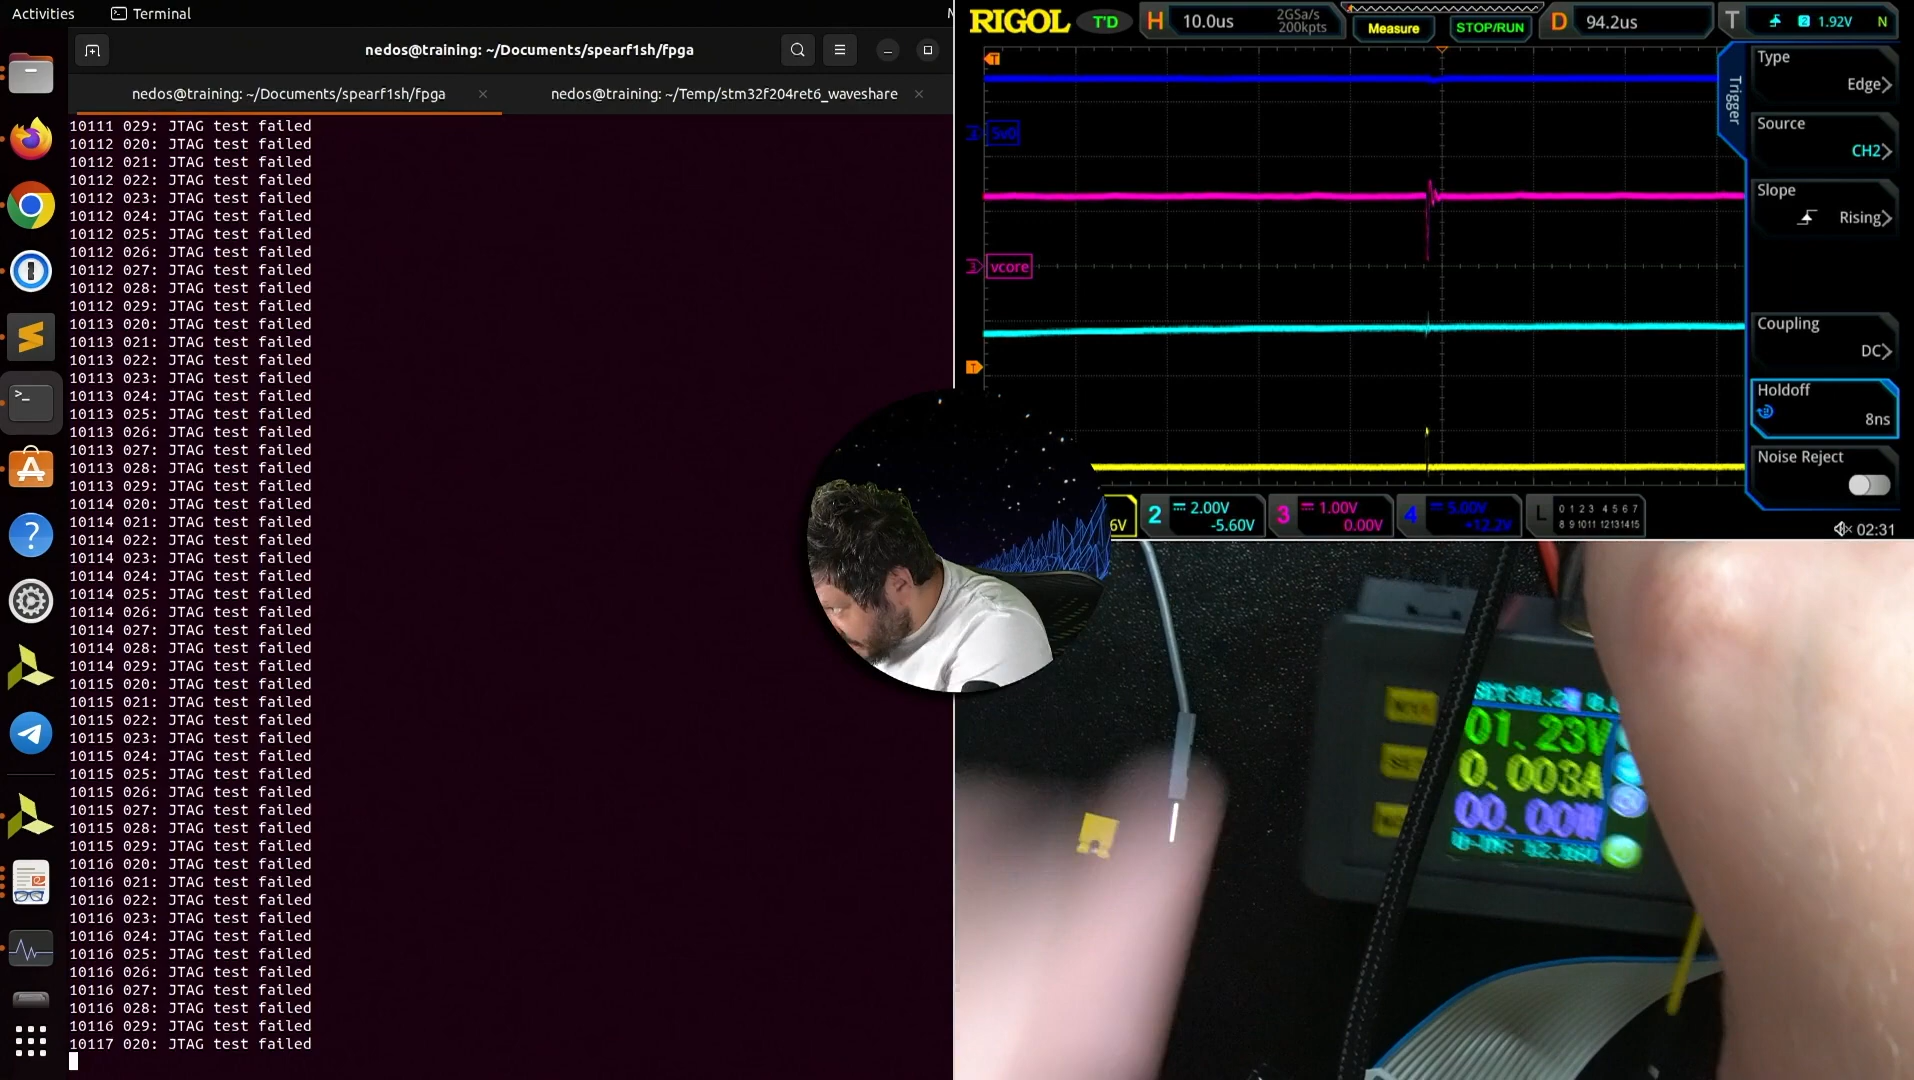 Activities
Terminal
nedos@training: ~/Documents/spearf1sh/fpga
nedos@training: ~/Documents/spearf1sh/fpga
nedos@training: ~/Temp/stm32f204ret6_waveshare
10111 029: JTAG test failed
10112 020: JTAG test failed
10112 021: JTAG test failed
10112 022: JTAG test failed
10112 023: JTAG test failed
10112 024: JTAG test failed
10112 025: JTAG test failed
10112 026: JTAG test failed
10112 027: JTAG test failed
10112 028: JTAG test failed
10112 029: JTAG test failed
10113 020: JTAG test failed
10113 021: JTAG test failed
10113 022: JTAG test failed
10113 023: JTAG test failed
10113 024: JTAG test failed
10113 025: JTAG test failed
10113 026: JTAG test failed
10113 027: JTAG test failed
10113 028: JTAG test failed
10113 029: JTAG test failed
10114 020: JTAG test failed
10114 021: JTAG test failed
10114 022: JTAG test failed
10114 023: JTAG test failed
10114 024: JTAG test failed
10114 025: JTAG test failed
10114 026: JTAG test failed
10114 027: JTAG test failed
10114 028: JTAG test failed
10114 029: JTAG test failed
10115 020: JTAG test failed
10115 021: JTAG test failed
10115 022: JTAG test failed
10115 023: JTAG test failed
10115 024: JTAG test failed
10115 025: JTAG test failed
10115 026: JTAG test failed
10115 027: JTAG test failed
10115 028: JTAG test failed
10115 029: JTAG test failed
10116 020: JTAG test failed
10116 021: JTAG test failed
10116 022: JTAG test failed
10116 023: JTAG test failed
10116 024: JTAG test failed
10116 025: JTAG test failed
10116 026: JTAG test failed
10116 027: JTAG test failed
10116 028: JTAG test failed
10116 029: JTAG test failed
10117 020: JTAG test failed
RIGOL T'D H 10.0us 2GSa/s 200kpts Measure STOP/RUN D 94.2us T 2 1.92V N
5v0
vcore
Trigger
Type
Edge
Source
CH2
Slope
Rising
Coupling
DC
Holdoff
8ns
Noise Reject
6V
2 2.00V -5.60V
3 1.00V 0.00V
4 5.00V +12.2V
L 0 1 2 3 4 5 6 7
8 9 10 11 12 13 14 15
02:31
01.23V
0.003A
00.00W